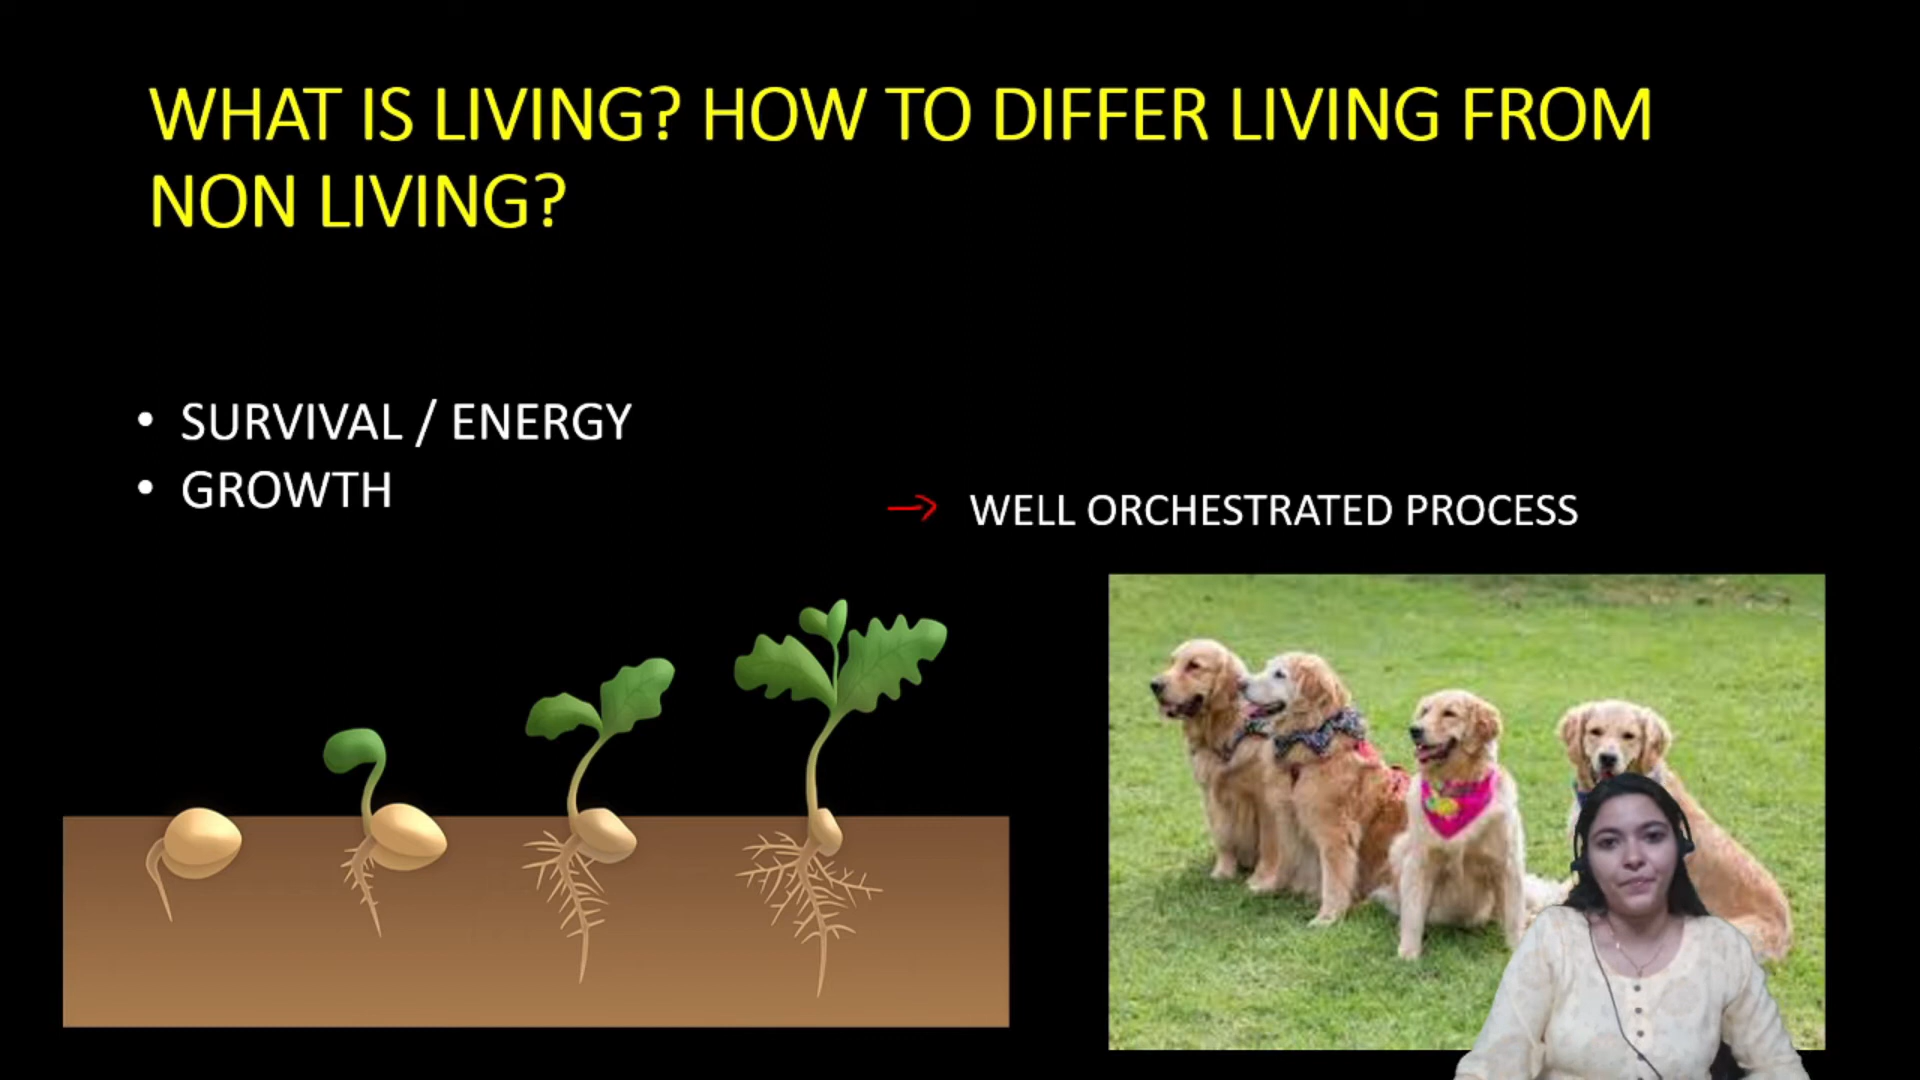 WHAT IS LIVING? HOW TO DIFFER LIVING FROM
NON LIVING?
• SURVIVAL / ENERGY
• GROWTH
→ WELL ORCHESTRATED PROCESS